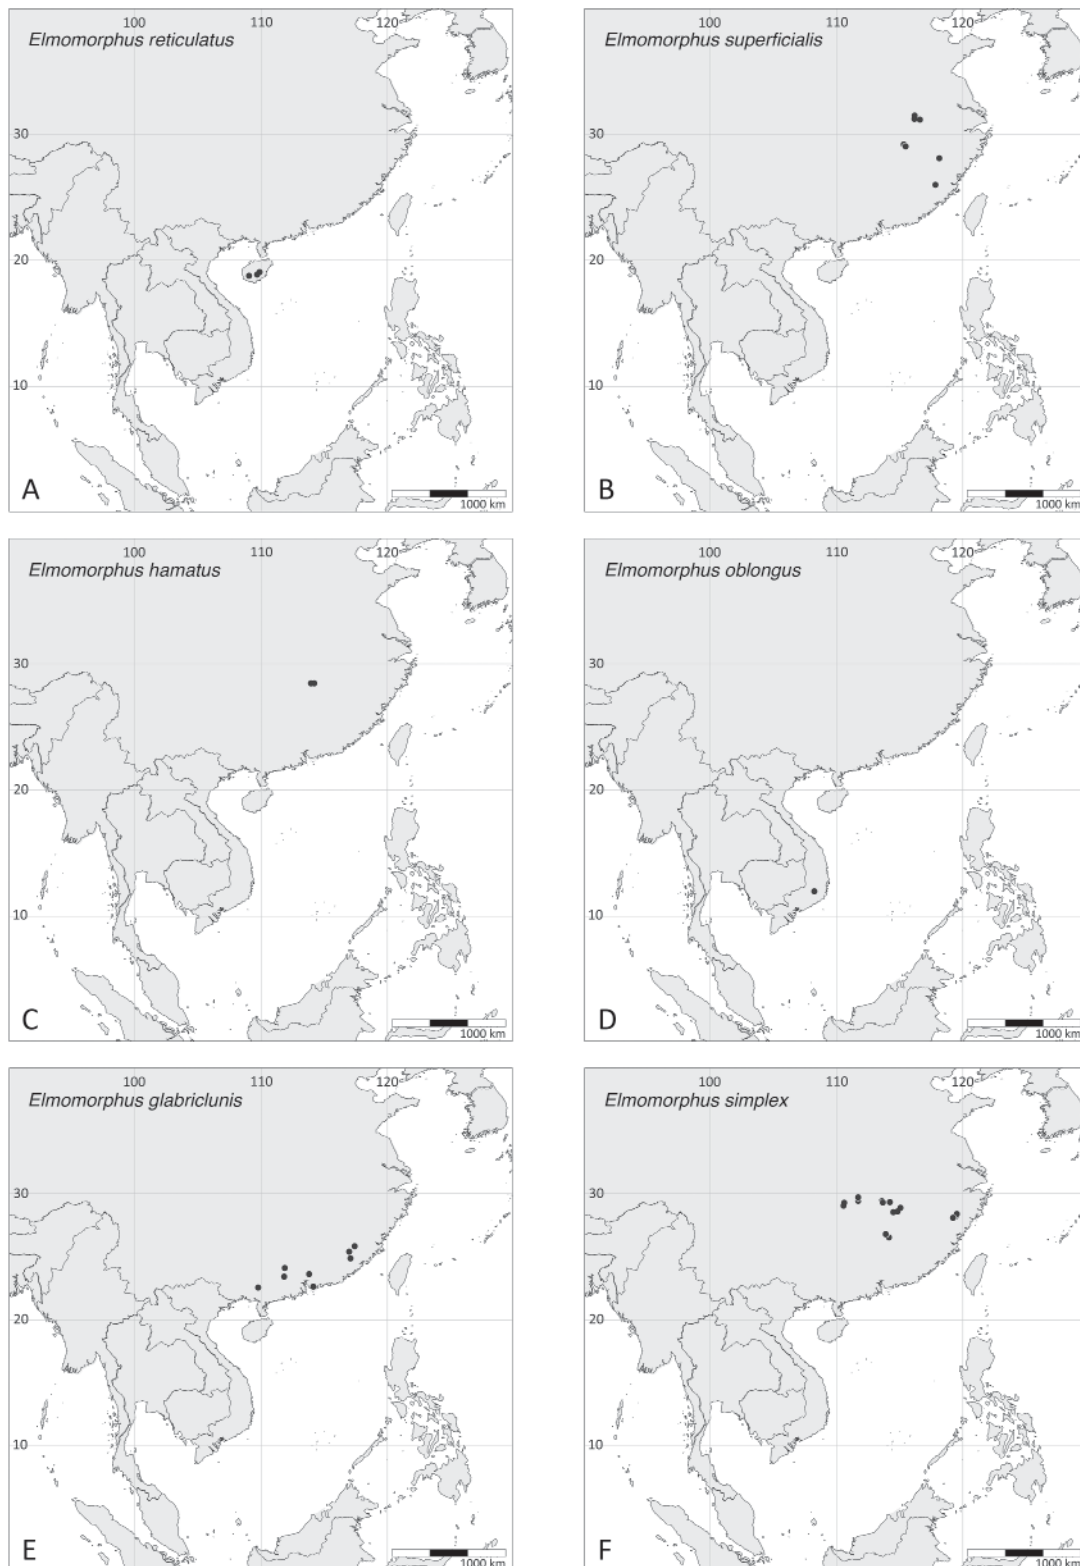 100 110 120
Elmomorphus reticulatus
30
20
10
A
1000 km
100 110 120
Elmomorphus superficialis
30
20
10
B
1000 km
100 110 120
Elmomorphus hamatus
30
20
10
C
1000 km
100 110 120
Elmomorphus oblongus
30
20
10
D
1000 km
100 110 120
Elmomorphus glabriclunis
30
20
10
E
1000 km
100 110 120
Elmomorphus simplex
30
20
10
F
1000 km